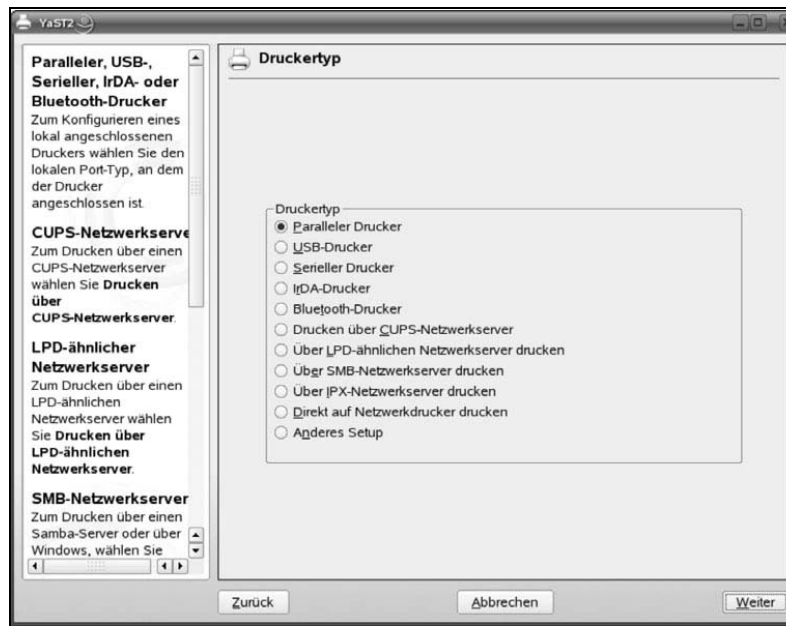 YaST2
Paralleler, USB-,
Serieller, IrDA- oder
Bluetooth-Drucker
Zum Konfigurieren eines
lokal angeschlossenen
Druckers wählen Sie den
lokalen Port-Typ, an dem
der Drucker
angeschlossen ist.
CUPS-Netzwerkserve
Zum Drucken über einen
CUPS-Netzwerkserver
wählen Sie Drucken
über
CUPS-Netzwerkserver.
LPD-ähnlicher
Netzwerkserver
Zum Drucken über einen
LPD-ähnlichen
Netzwerkserver wählen
Sie Drucken über
LPD-ähnlichen
Netzwerkserver.
SMB-Netzwerkserver
Zum Drucken über einen
Samba-Server oder über
Windows, wählen Sie
Druckertyp
Druckertyp
Paralleler Drucker
USB-Drucker
Serieller Drucker
IrDA-Drucker
Bluetooth-Drucker
Drucken über CUPS-Netzwerkserver
Über LPD-ähnlichen Netzwerkserver drucken
Über SMB-Netzwerkserver drucken
Über IPX-Netzwerkserver drucken
Direkt auf Netzwerkdrucker drucken
Anderes Setup
Zurück
Abbrechen
Weiter